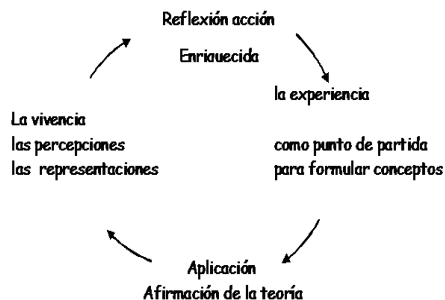 Reflexión acción
Enriauecida
la experiencia
como punto de partida
para formular conceptos
La vivencia
las percepciones
las representaciones
Aplicación
Afirmación de la teoría